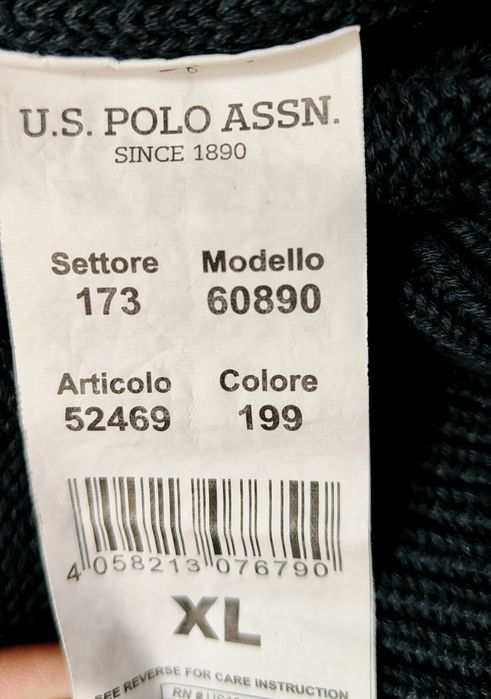 U.S. POLO ASSN.
SINCE 1890
Settore Modello
173 60890
Articolo Colore
52469 199
4 058213 076790
XL
SEE REVERSE FOR CARE INSTRUCTION
RN #